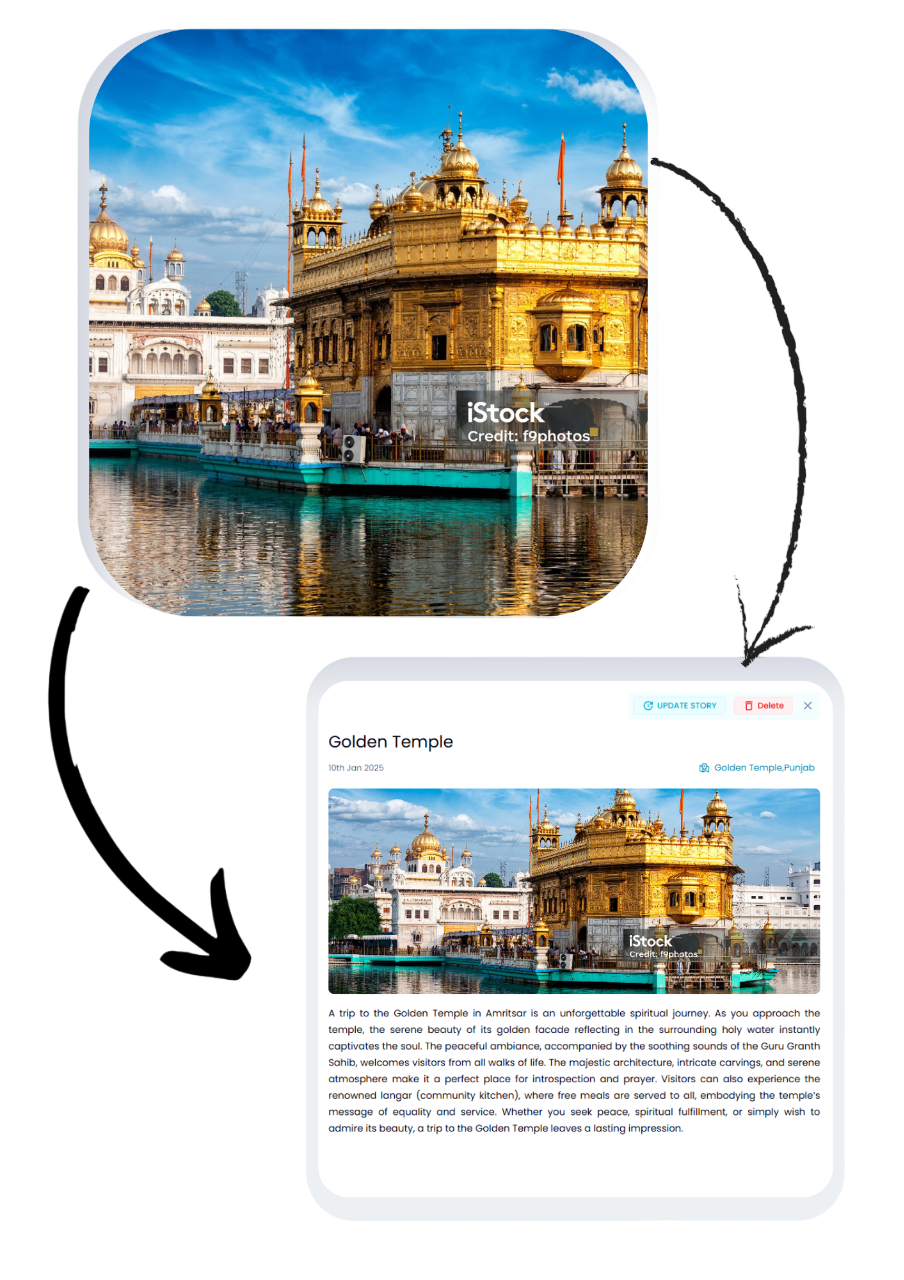 iStock
Credit: f9photos
UPDATE STORY
Delete
Golden Temple
10th Jan 2025
Golden Temple,Punjab
iStock
Credit: f9photos
A trip to the Golden Temple in Amritsar is an unforgettable spiritual journey. As you approach the
temple, the serene beauty of its golden facade reflecting in the surrounding holy water instantly
captivates the soul. The peaceful ambiance, accompanied by the soothing sounds of the Guru Granth
Sahib, welcomes visitors from all walks of life. The majestic architecture, intricate carvings, and serene
atmosphere make it a perfect place for introspection and prayer. Visitors can also experience the
renowned langar (community kitchen), where free meals are served to all, embodying the temple's
message of equality and service. Whether you seek peace, spiritual fulfillment, or simply wish to
admire its beauty, a trip to the Golden Temple leaves a lasting impression.